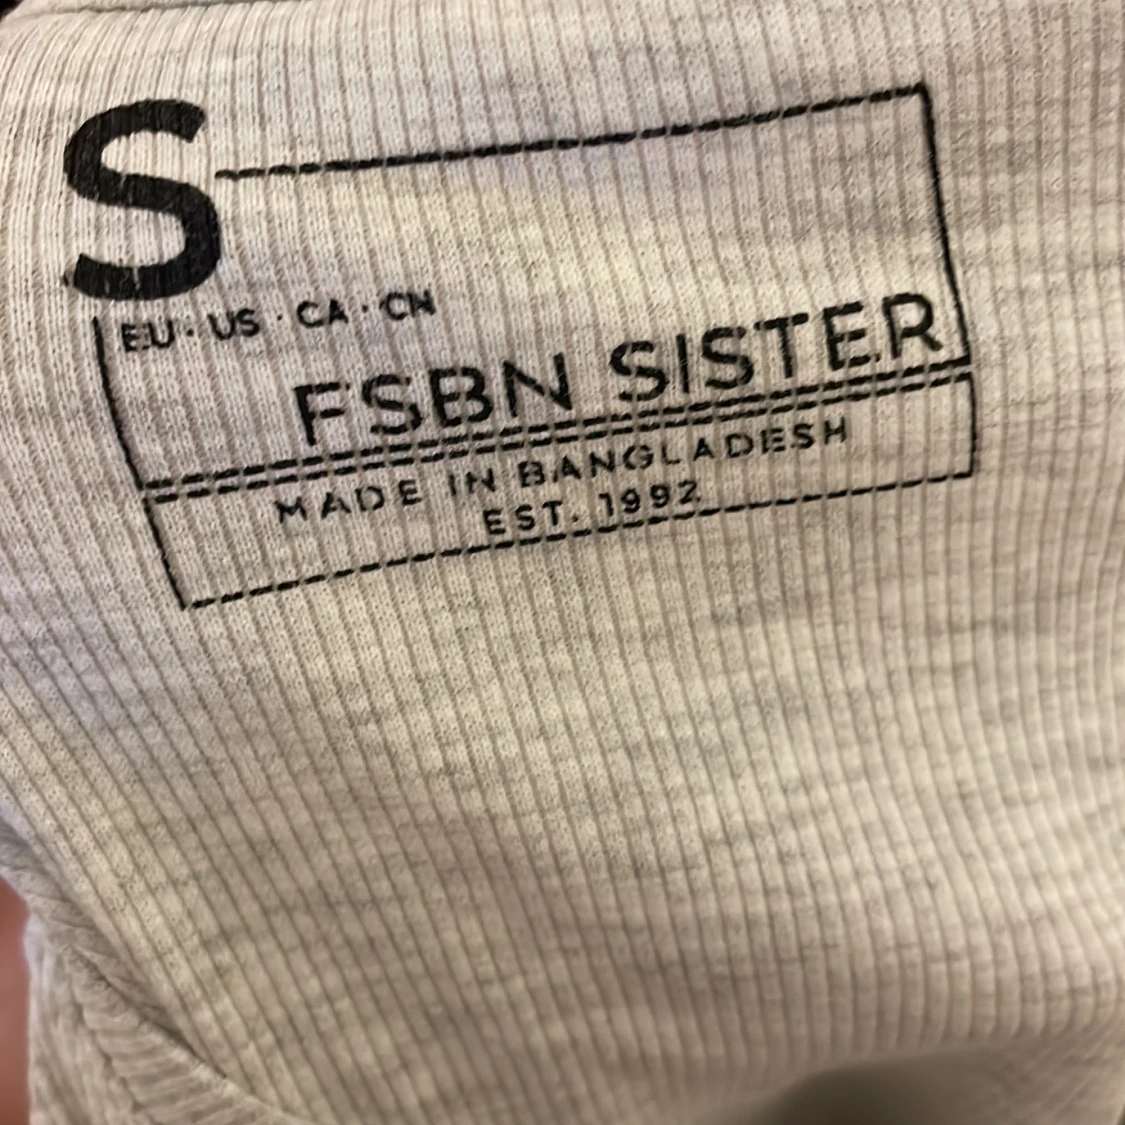 S
EU · US · CA · CN
FSBN SISTER
MADE IN BANGLADESH
EST. 1992